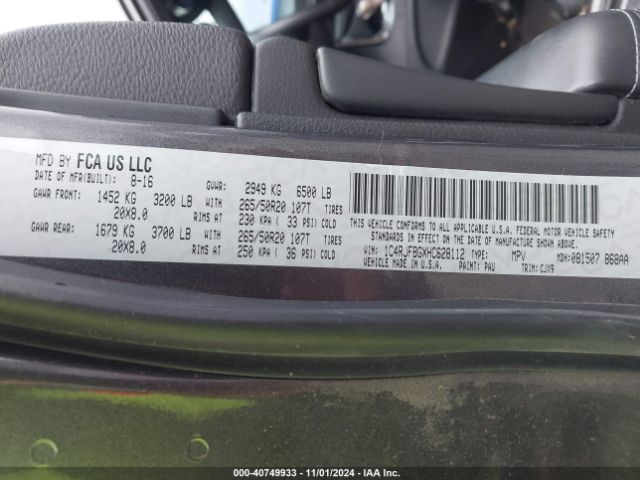 MFD BY FCA US LLC
DATE OF MFR(BUILT): 8-16 GVWR: 2949 KG 6500 LB
GAWR FRONT: 1452 KG 3200 LB WITH 265/50R20 107T TIRES
20X8.0 RIMS AT 230 KPA ( 33 PSI) COLD
GAWR REAR: 1679 KG 3700 LB WITH 265/50R20 107T TIRES
20X8.0 RIMS AT 250 KPA ( 36 PSI) COLD
THIS VEHICLE CONFORMS TO ALL APPLICABLE U.S.A. FEDERAL MOTOR VEHICLE
SAFETY STANDARDS IN EFFECT ON THE DATE OF MANUFACTURE SHOWN ABOVE.
VIN: 1C4RJFBGXHC628112 TYPE: MPV MDH: 081507 868AA
VEHICLE MADE IN U.S.A. PAINT: PAU TRIM: CJX9
000-40749933 - 11/01/2024 - IAA Inc.